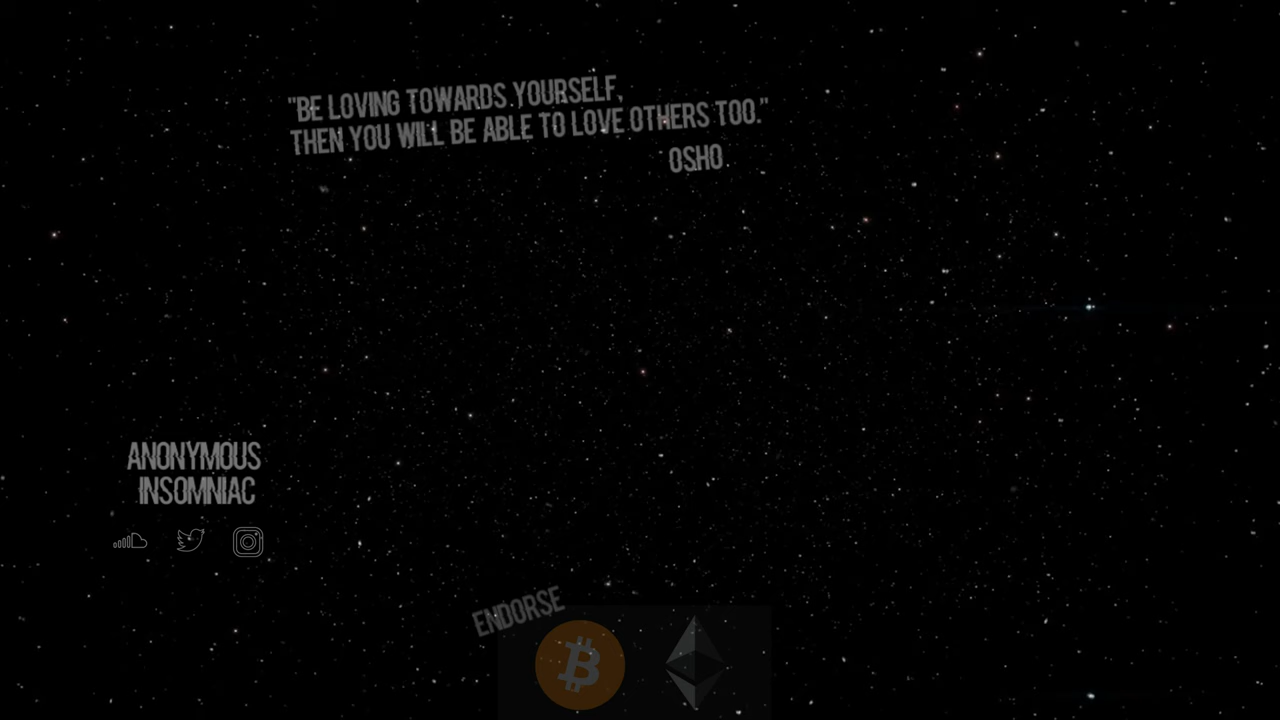 "BE LOVING TOWARDS YOURSELF,
THEN YOU WILL BE ABLE TO LOVE OTHERS TOO."
OSHO
ANONYMOUS
INSOMNIAC
ENDORSE